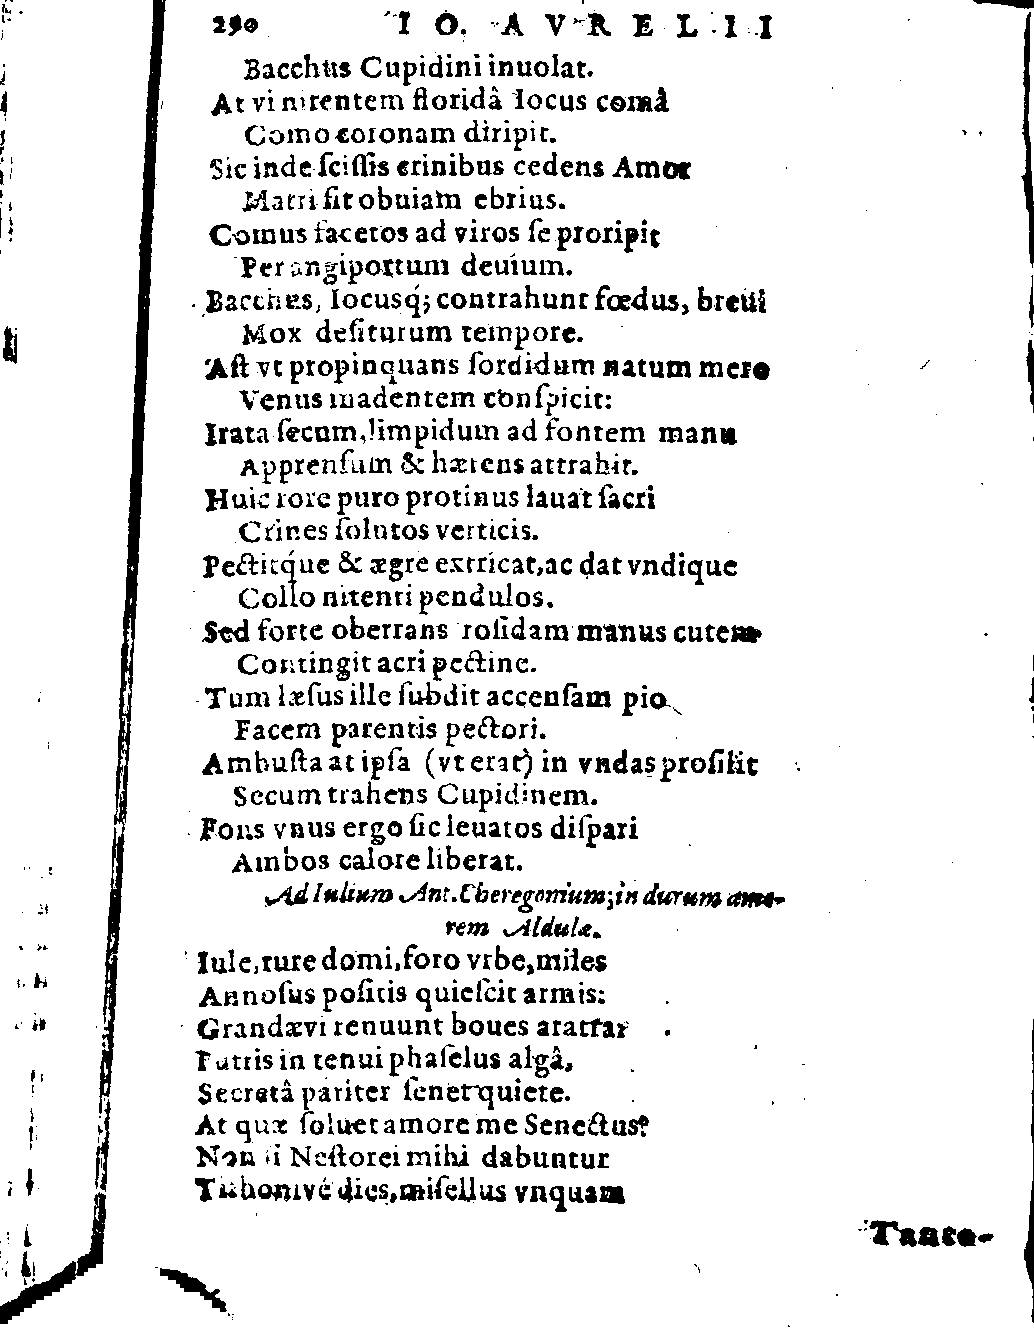 290 IO. AVRELII
Bacchus Cupidini inuolat.
At vi nitentem floridâ Iocus comâ
Como coronam diripit.
Sic inde ſciſſis crinibus cedens Amor
Matri fit obuiam ebrius.
Comus facetos ad viros ſe proripit
Per angiportum deuium.
Bacchus, Iocusq́; contrahunt fœdus, breui
Mox deſiturum tempore.
Aſt vt propinquans ſordidum natum mero
Venus madentem conſpicit:
Irata ſecum, limpidum ad fontem manu
Apprenſum & hærens attrahit.
Huic rore puro protinus lauat ſacri
Crines ſolutos verticis.
Pectitq́ue & ægre extricat, ac dat vndique
Collo nitenti pendulos.
Sed forte oberrans roſidam manus cutem
Contingit acri pectine.
Tum læſus ille ſubdit accenſam pio
Facem parentis pectori.
Ambuſta at ipſa (vt erat) in vndas proſilit
Secum trahens Cupidinem.
Fons vnus ergo ſic leuatos diſpari
Ambos calore liberat.
Ad Iulium Ant. Cheregonium; in durum amo-
rem Aldulæ.
Iule, rure domi, foro vrbe, miles
Annoſus poſitis quieſcit armis:
Grandævi renuunt boues aratrar
Putris in tenui phaſelus algâ,
Secretâ pariter ſenet quiete.
At quæ ſoluet amore me Senectus?
Non ſi Neſtorei mihi dabuntur
Tithonivé dies, miſellus vnquam
Tanto-